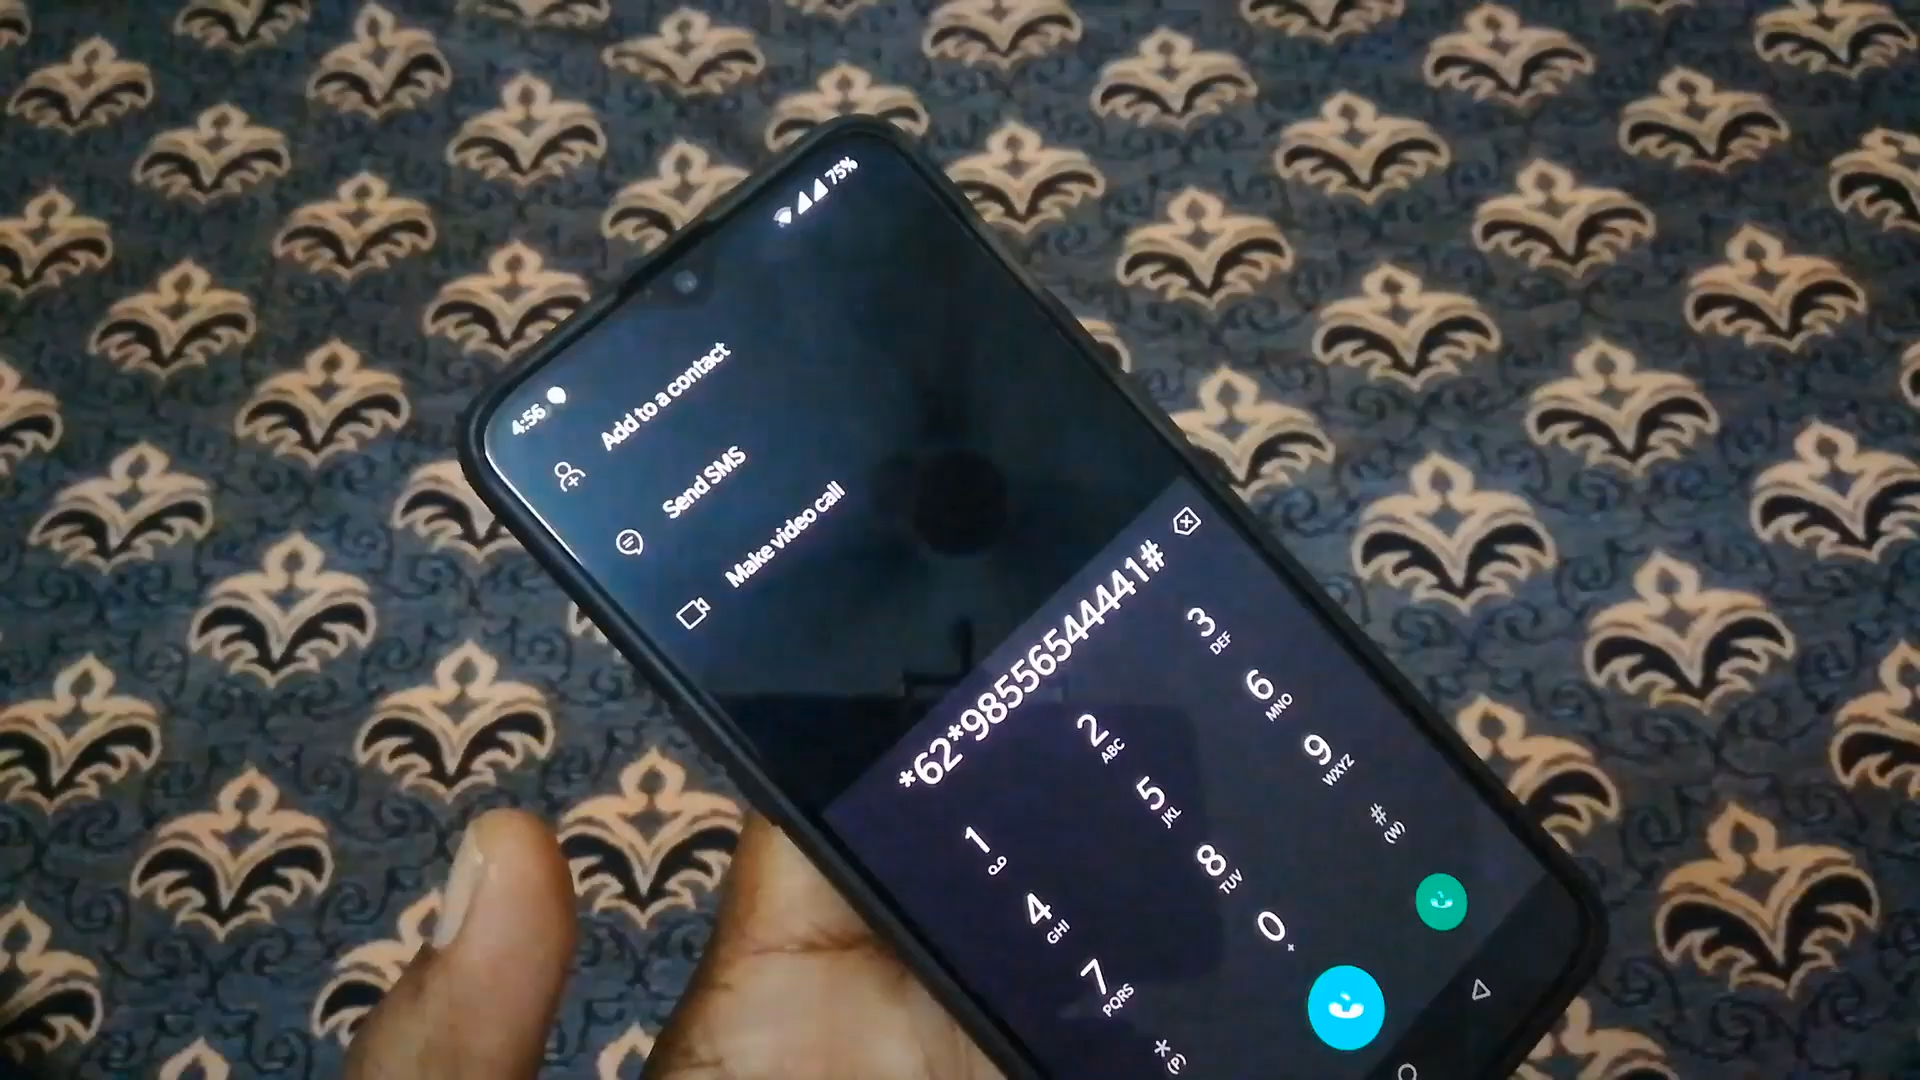 4:56
75%
Add to a contact
Send SMS
Make video call
*62*9855565444441#
1
2 ABC
3 DEF
4 GHI
5 JKL
6 MNO
7 PQRS
8 TUV
9 WXYZ
* (P)
0 +
# (W)